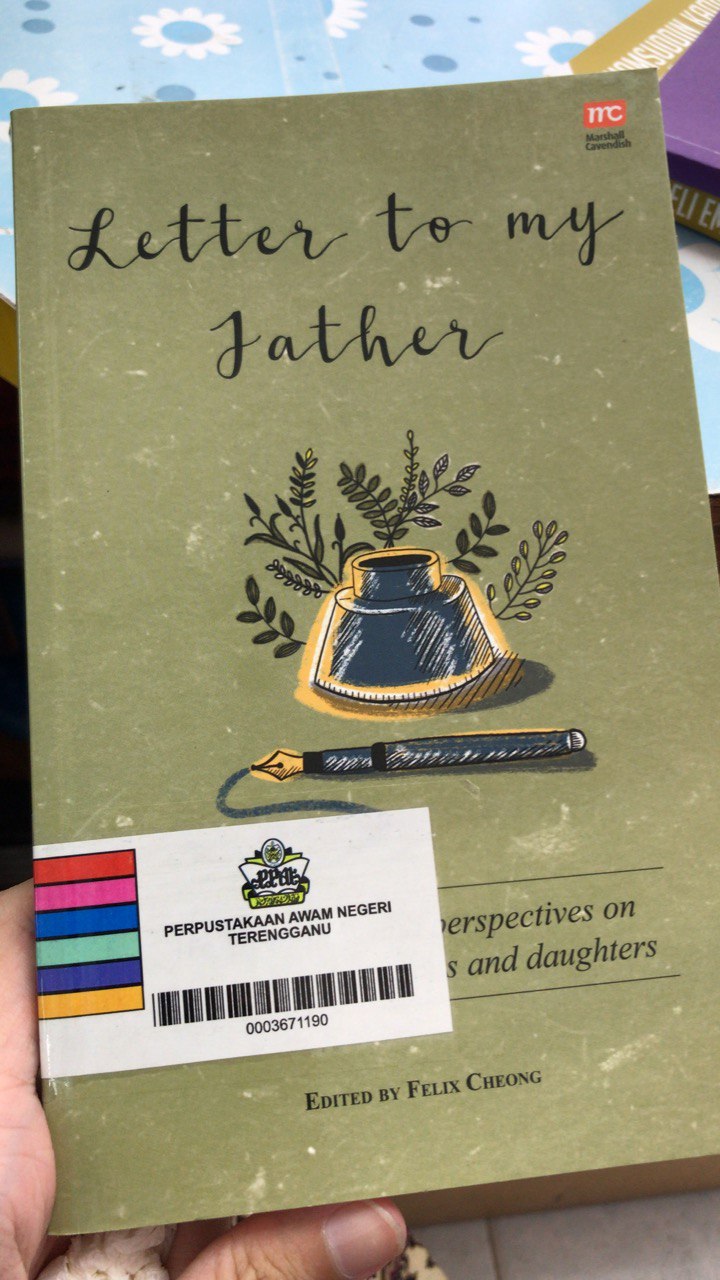 mc
Marshall
Cavendish
Letter to my
Father
PERPUSTAKAAN AWAM NEGERI
TERENGGANU
0003671190
perspectives on
s and daughters
EDITED BY FELIX CHEONG